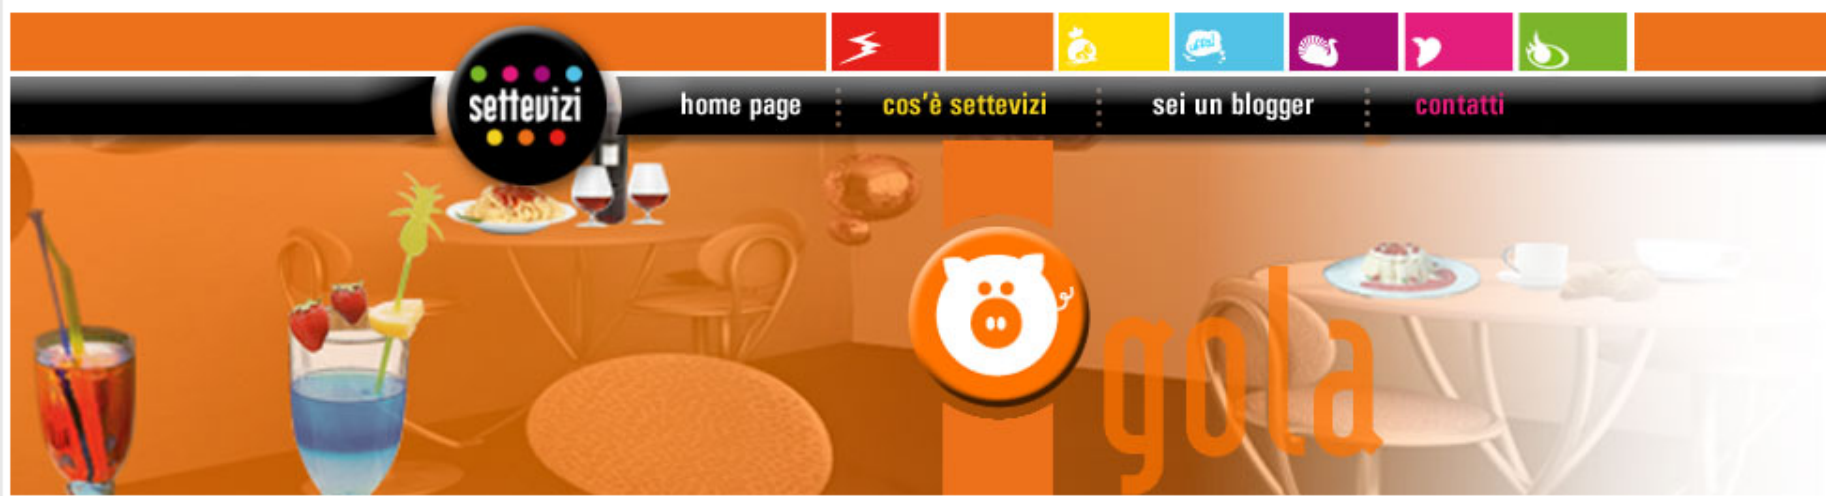 settevizi
home page
cos'è settevizi
sei un blogger
contatti
gola